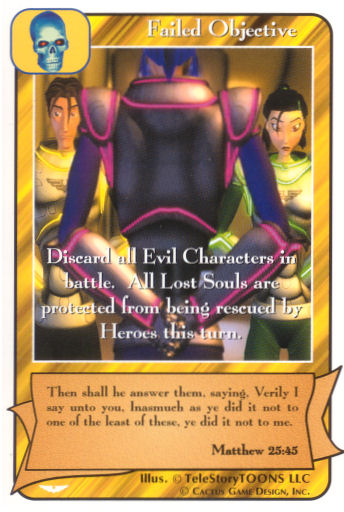 Failed Objective
Discard all Evil Characters in
battle. All Lost Souls are
protected from being rescued by
Heroes this turn.
Then shall he answer them, saying, Verily I
say unto you, Inasmuch as ye did it not to
one of the least of these, ye did it not to me.
Matthew 25:45
Illus. © TeleStoryTOONS LLC
© Cactus Game Design, Inc.